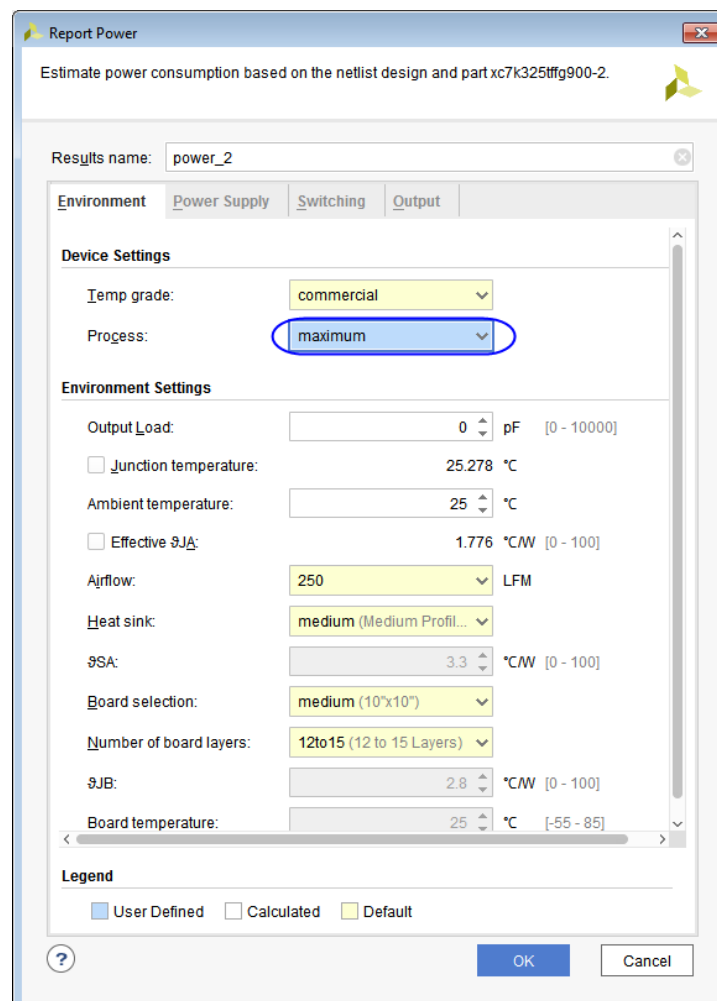 Report Power
Estimate power consumption based on the netlist design and part xc7k325tffg900-2.
Results name: power_2
Environment Power Supply Switching Output
Device Settings
Temp grade: commercial
Process: maximum
Environment Settings
Output Load: 0 pF [0 - 10000]
Junction temperature: 25.278 °C
Ambient temperature: 25 °C
Effective ϑJA: 1.776 °C/W [0 - 100]
Airflow: 250 LFM
Heat sink: medium (Medium Profil...
ϑSA: 3.3 °C/W [0 - 100]
Board selection: medium (10"x10")
Number of board layers: 12to15 (12 to 15 Layers)
ϑJB: 2.8 °C/W [0 - 100]
Board temperature: 25 °C [-55 - 85]
Legend
User Defined Calculated Default
? OK Cancel